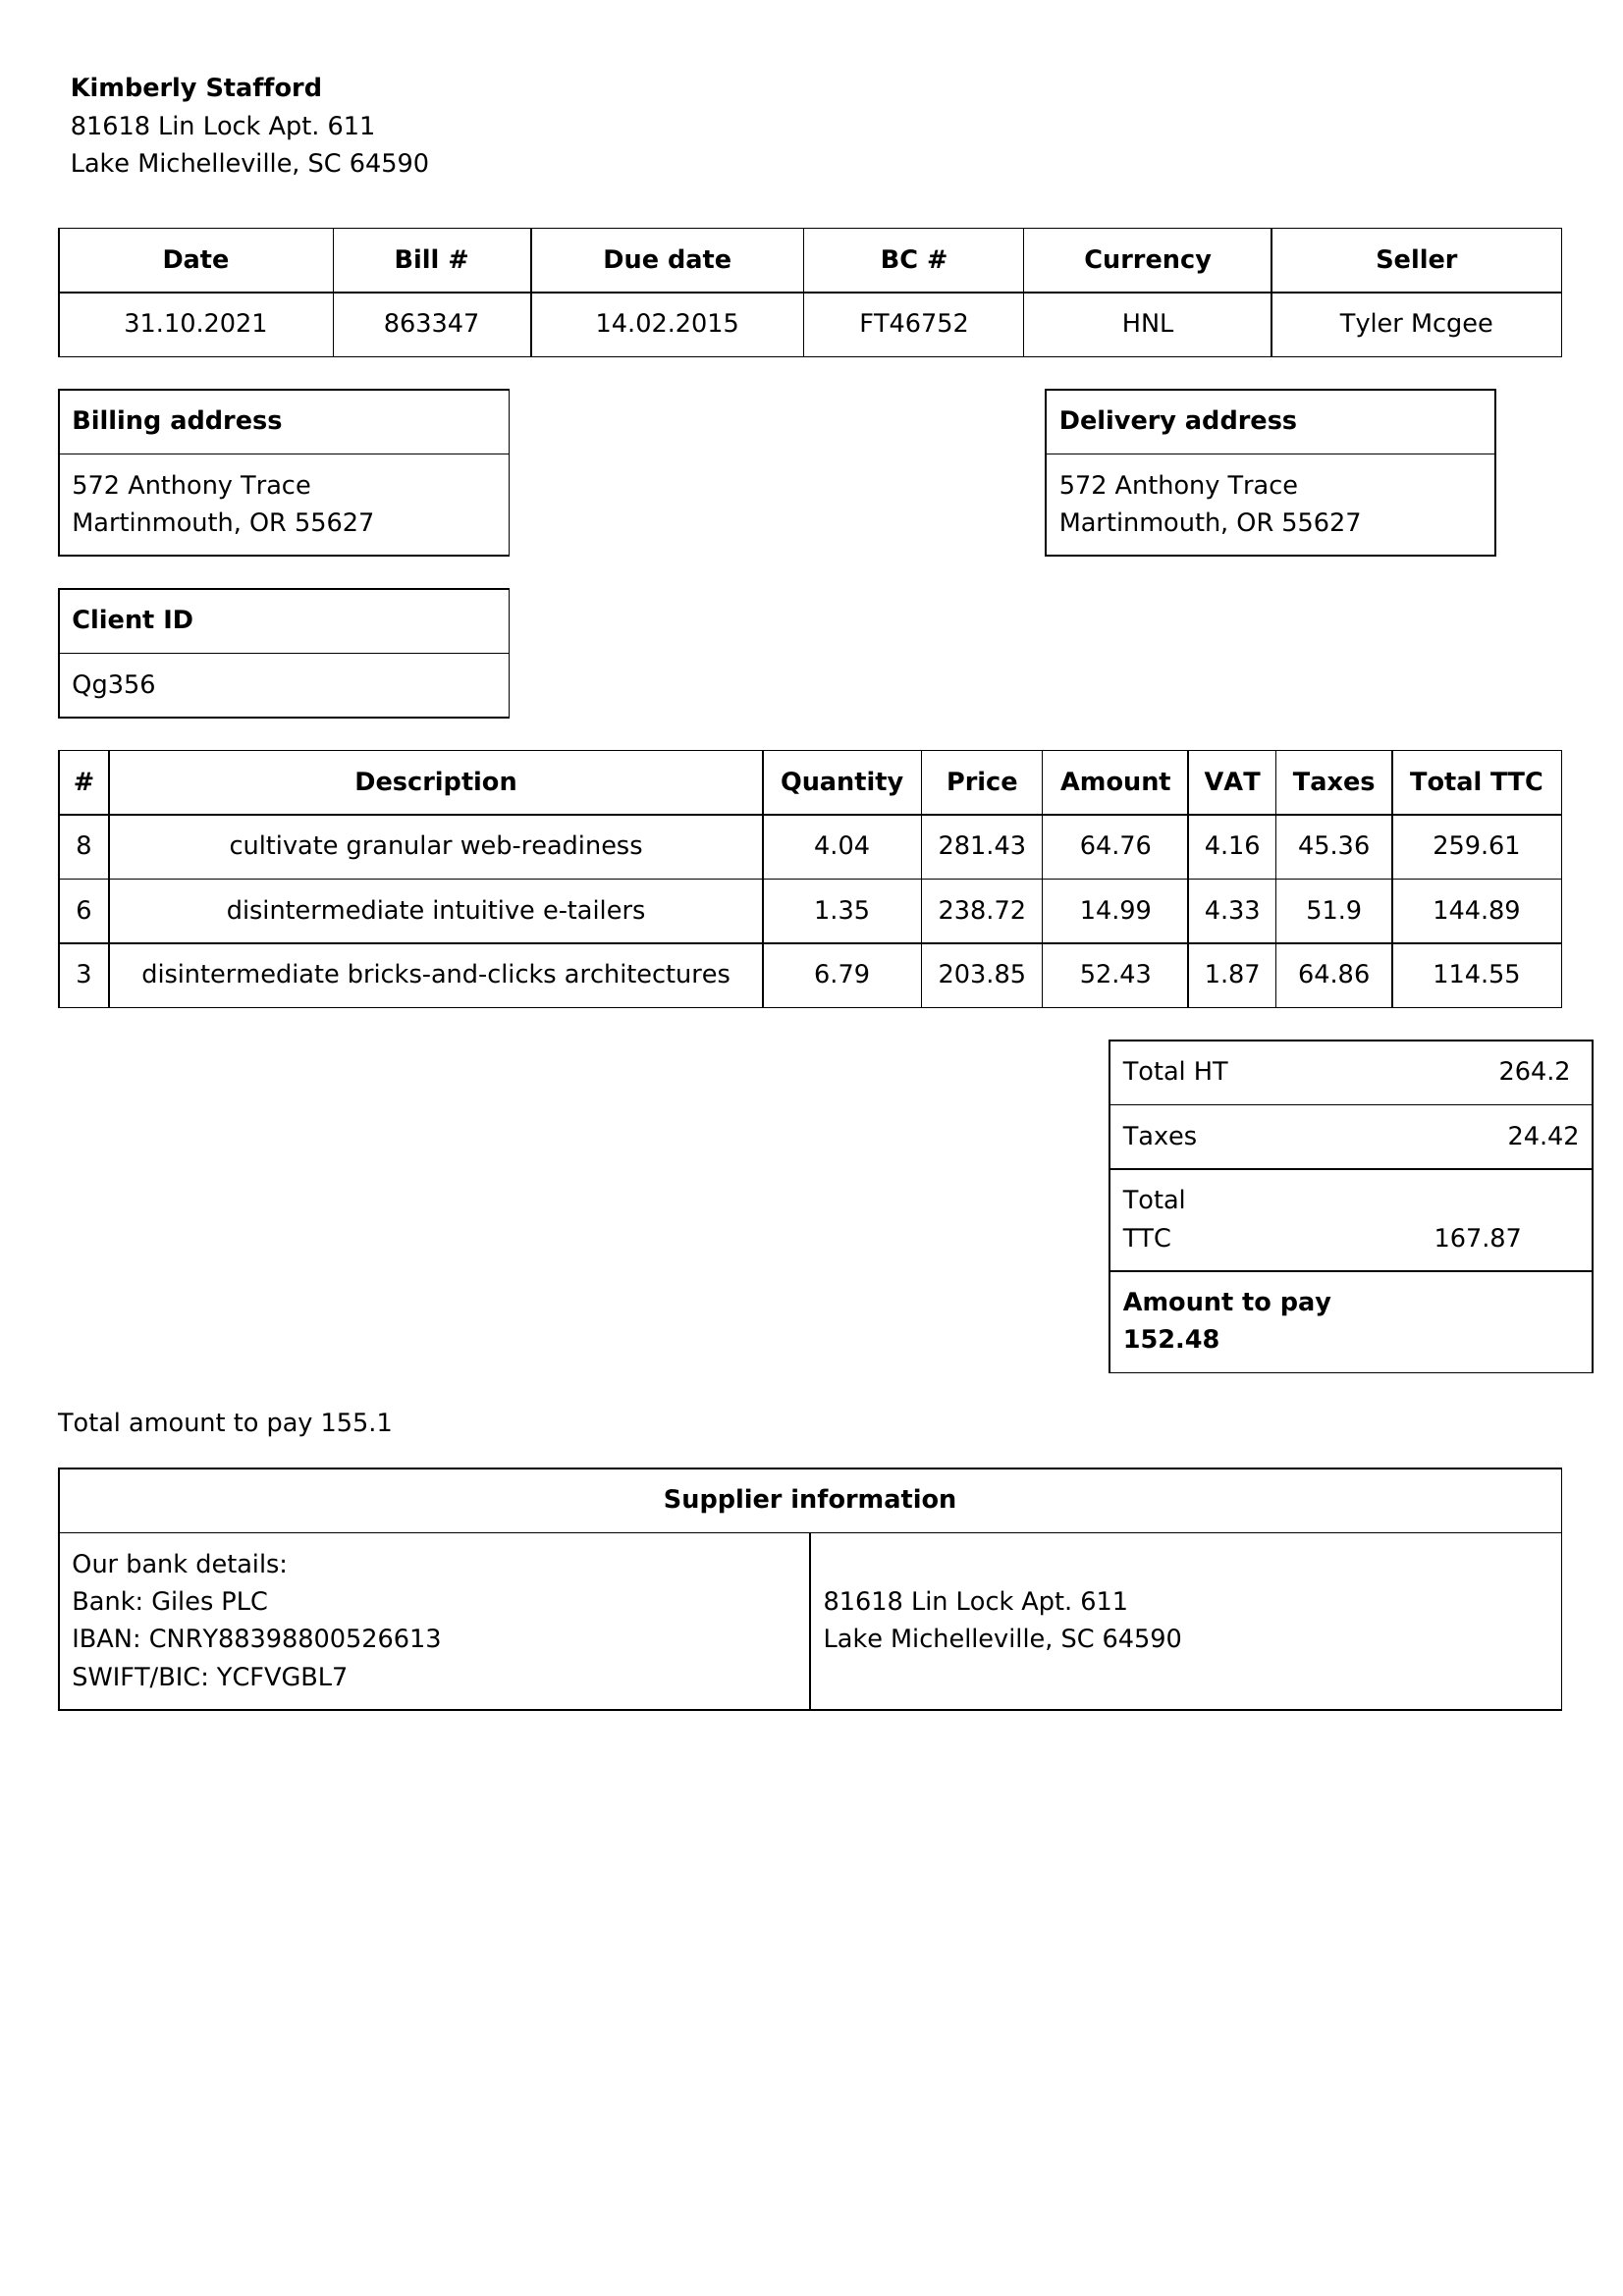 Kimberly Stafford
81618 Lin Lock Apt. 611
Lake Michelleville, SC 64590
Date Bill # Due date BC # Currency Seller
31.10.2021 863347 14.02.2015 FT46752 HNL Tyler Mcgee
Billing address
572 Anthony Trace
Martinmouth, OR 55627
Delivery address
572 Anthony Trace
Martinmouth, OR 55627
Client ID
Qg356
# Description Quantity Price Amount VAT Taxes Total TTC
8 cultivate granular web-readiness 4.04 281.43 64.76 4.16 45.36 259.61
6 disintermediate intuitive e-tailers 1.35 238.72 14.99 4.33 51.9 144.89
3 disintermediate bricks-and-clicks architectures 6.79 203.85 52.43 1.87 64.86 114.55
Total HT 264.2
Taxes 24.42
Total
TTC 167.87
Amount to pay
152.48
Total amount to pay 155.1
Supplier information
Our bank details:
Bank: Giles PLC
IBAN: CNRY88398800526613
SWIFT/BIC: YCFVGBL7
81618 Lin Lock Apt. 611
Lake Michelleville, SC 64590